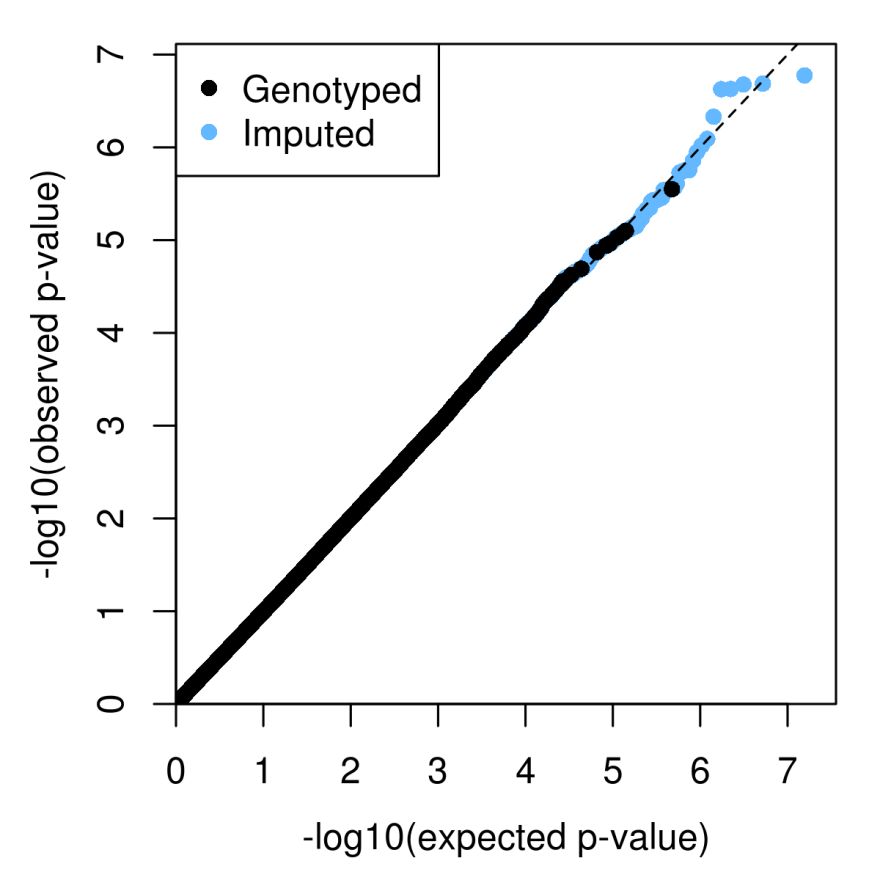 Genotyped
Imputed
-log10(observed p-value)
7
6
5
4
3
2
1
0
0 1 2 3 4 5 6 7
-log10(expected p-value)